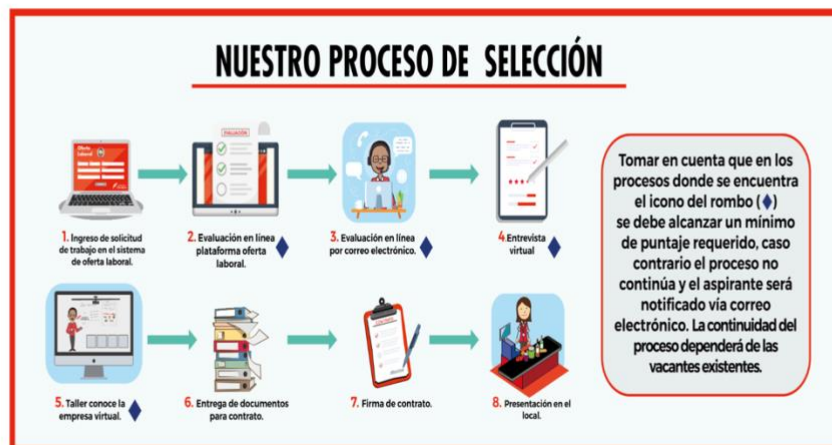 NUESTRO PROCESO DE SELECCIÓN
EVALUACIÓN
Oferta
Laboral
1. Ingreso de solicitud
de trabajo en el sistema
de oferta laboral.
2. Evaluación en línea
plataforma oferta
laboral.
3. Evaluación en línea
por correo electrónico.
4. Entrevista
virtual
5. Taller conoce la
empresa virtual.
6. Entrega de documentos
para contrato.
7. Firma de contrato.
8. Presentación en el
local.
Tomar en cuenta que en los
procesos donde se encuentra
el icono del rombo (♦)
se debe alcanzar un mínimo
de puntaje requerido, caso
contrario el proceso no
continúa y el aspirante será
notificado vía correo
electrónico. La continuidad del
proceso dependerá de las
vacantes existentes.